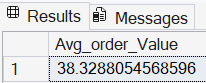 Results Messages
Avg_order_Value
1 38.3288054568596